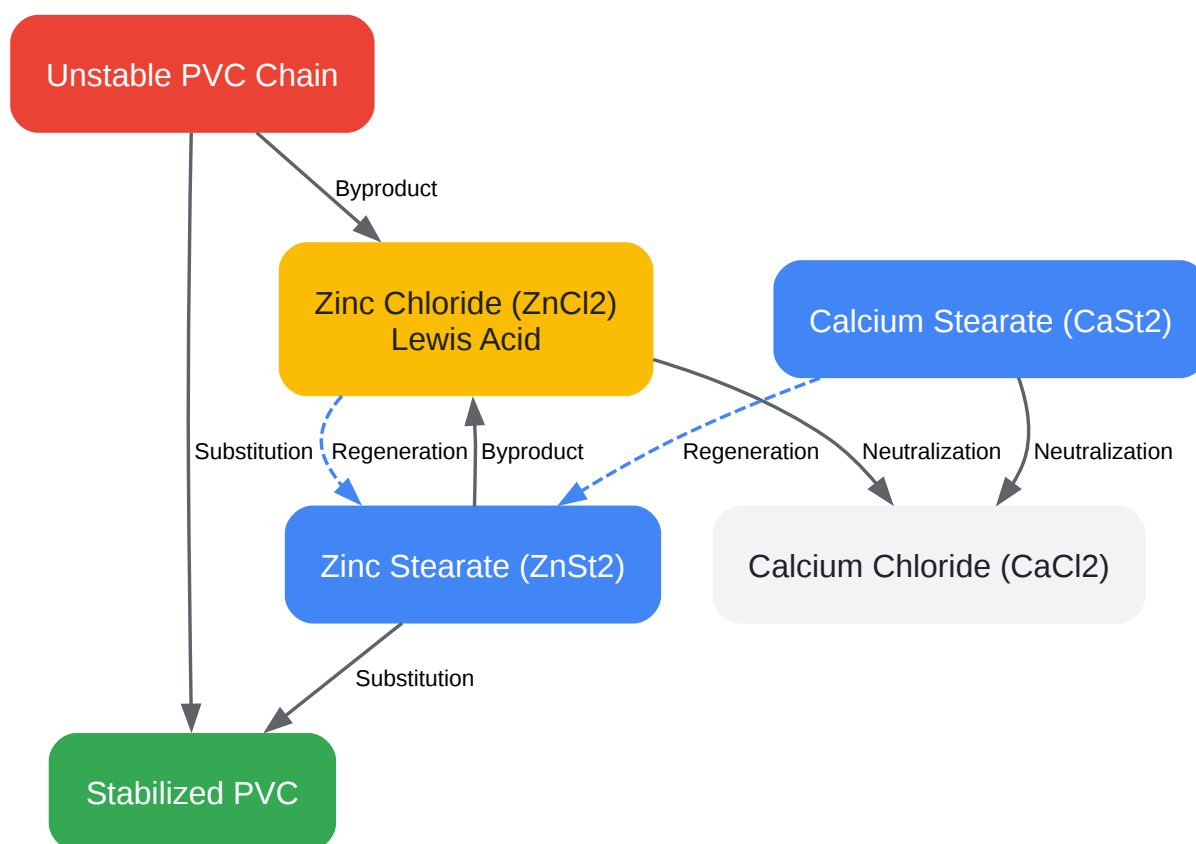 Unstable PVC Chain
Byproduct
Zinc Chloride (ZnCl2)
Lewis Acid
Calcium Stearate (CaSt2)
Substitution
Regeneration
Byproduct
Regeneration
Neutralization
Neutralization
Zinc Stearate (ZnSt2)
Calcium Chloride (CaCl2)
Substitution
Stabilized PVC